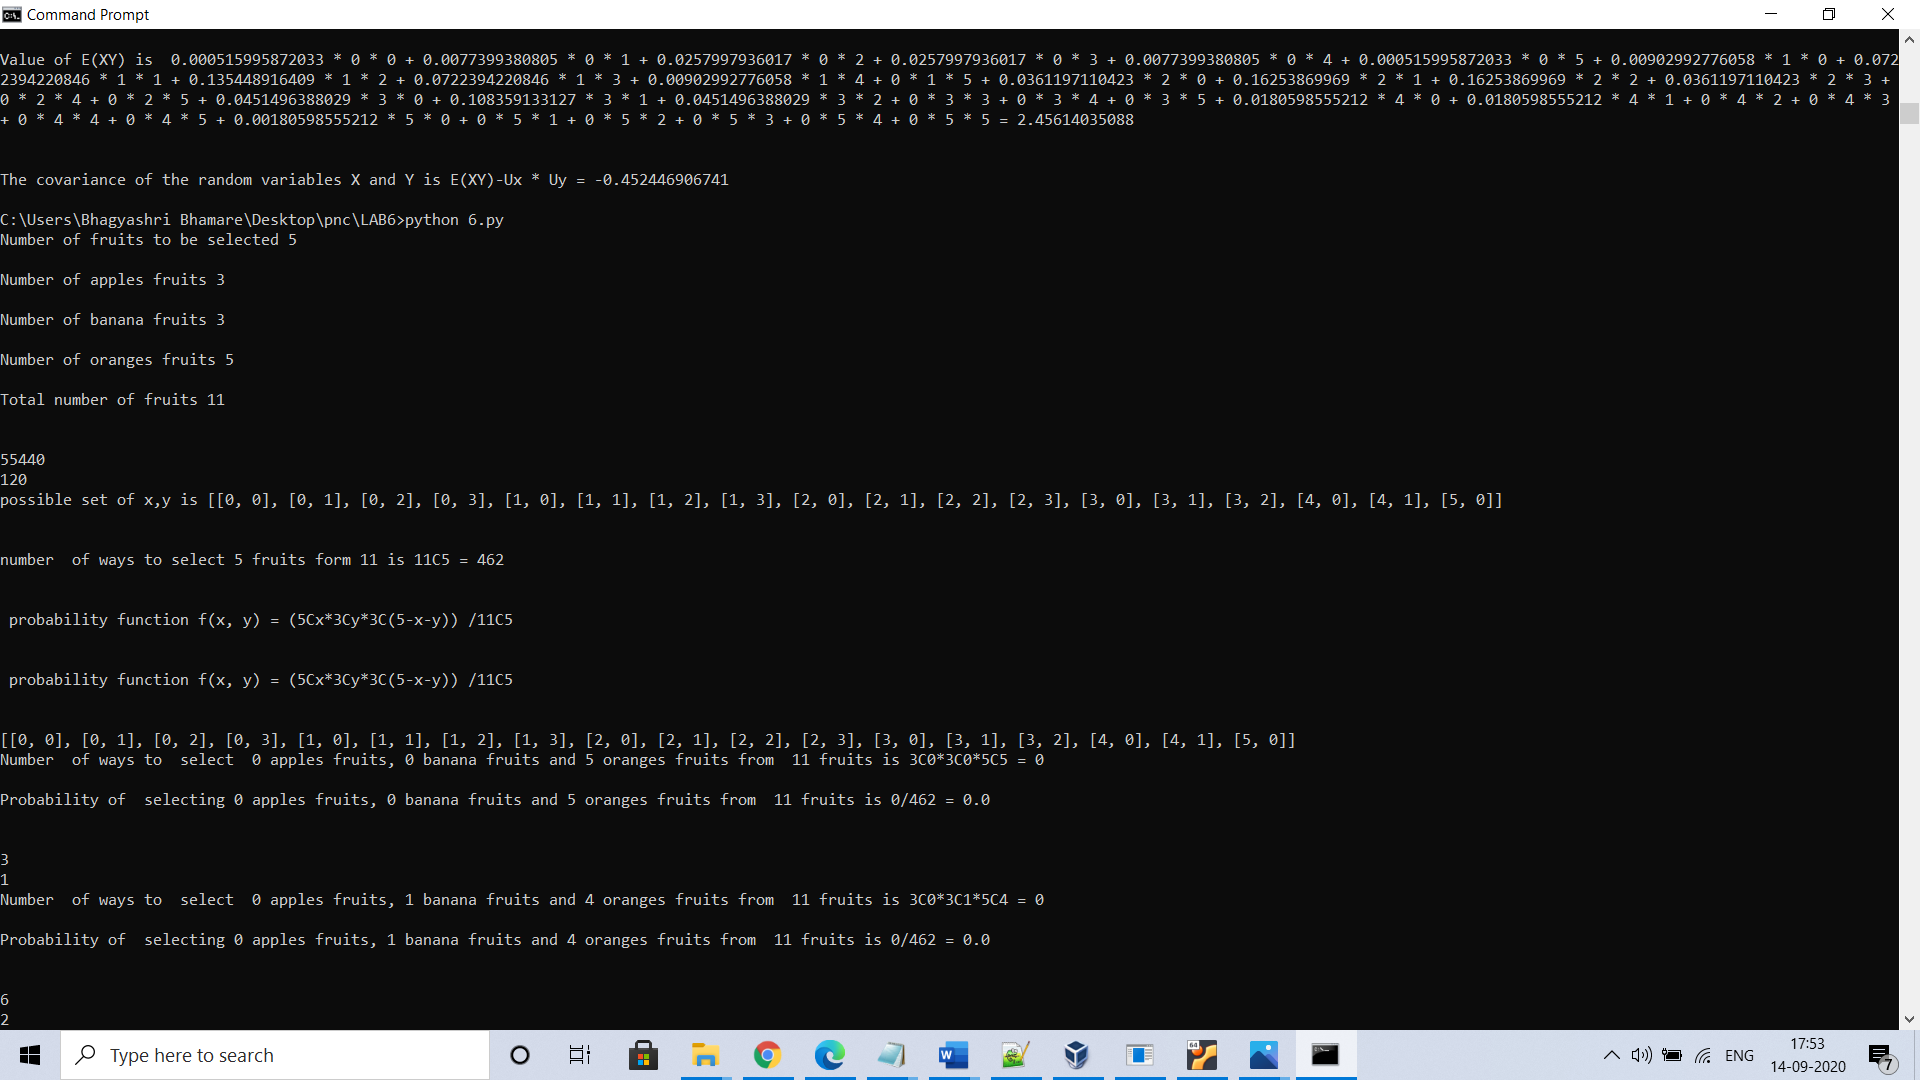 Command Prompt
Value of E(XY) is  0.000515995872033 * 0 * 0 + 0.0077399380805 * 0 * 1 + 0.0257997936017 * 0 * 2 + 0.0257997936017 * 0 * 3 + 0.0077399380805 * 0 * 4 + 0.000515995872033 * 0 * 5 + 0.00902992776058 * 1 * 0 + 0.072
2394220846 * 1 * 1 + 0.135448916409 * 1 * 2 + 0.0722394220846 * 1 * 3 + 0.00902992776058 * 1 * 4 + 0 * 1 * 5 + 0.0361197110423 * 2 * 0 + 0.16253869969 * 2 * 1 + 0.16253869969 * 2 * 2 + 0.0361197110423 * 2 * 3 +
0 * 2 * 4 + 0 * 2 * 5 + 0.0451496388029 * 3 * 0 + 0.108359133127 * 3 * 1 + 0.0451496388029 * 3 * 2 + 0 * 3 * 3 + 0 * 3 * 4 + 0 * 3 * 5 + 0.0180598555212 * 4 * 0 + 0.0180598555212 * 4 * 1 + 0 * 4 * 2 + 0 * 4 * 3
+ 0 * 4 * 4 + 0 * 4 * 5 + 0.00180598555212 * 5 * 0 + 0 * 5 * 1 + 0 * 5 * 2 + 0 * 5 * 3 + 0 * 5 * 4 + 0 * 5 * 5 = 2.45614035088
The covariance of the random variables X and Y is E(XY)-Ux * Uy = -0.452446906741
C:\Users\Bhagyashri Bhamare\Desktop\pnc\LAB6>python 6.py
Number of fruits to be selected 5
Number of apples fruits 3
Number of banana fruits 3
Number of oranges fruits 5
Total number of fruits 11
55440
120
possible set of x,y is [[0, 0], [0, 1], [0, 2], [0, 3], [1, 0], [1, 1], [1, 2], [1, 3], [2, 0], [2, 1], [2, 2], [2, 3], [3, 0], [3, 1], [3, 2], [4, 0], [4, 1], [5, 0]]
number  of ways to select 5 fruits form 11 is 11C5 = 462
probability function f(x, y) = (5Cx*3Cy*3C(5-x-y)) /11C5
probability function f(x, y) = (5Cx*3Cy*3C(5-x-y)) /11C5
[[0, 0], [0, 1], [0, 2], [0, 3], [1, 0], [1, 1], [1, 2], [1, 3], [2, 0], [2, 1], [2, 2], [2, 3], [3, 0], [3, 1], [3, 2], [4, 0], [4, 1], [5, 0]]
Number  of ways to  select  0 apples fruits, 0 banana fruits and 5 oranges fruits from  11 fruits is 3C0*3C0*5C5 = 0
Probability of  selecting 0 apples fruits, 0 banana fruits and 5 oranges fruits from  11 fruits is 0/462 = 0.0
3
1
Number  of ways to  select  0 apples fruits, 1 banana fruits and 4 oranges fruits from  11 fruits is 3C0*3C1*5C4 = 0
Probability of  selecting 0 apples fruits, 1 banana fruits and 4 oranges fruits from  11 fruits is 0/462 = 0.0
6
2
Type here to search
ENG
17:53
14-09-2020
7